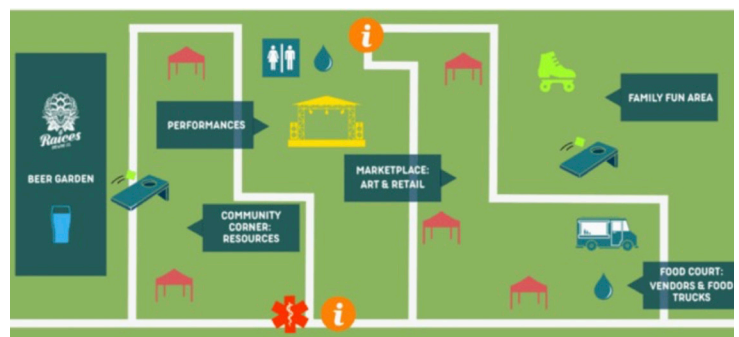 Raíces
BEER GARDEN
PERFORMANCES
COMMUNITY
CORNER:
RESOURCES
MARKETPLACE:
ART & RETAIL
FAMILY FUN AREA
FOOD COURT:
VENDORS & FOOD
TRUCKS
i
i